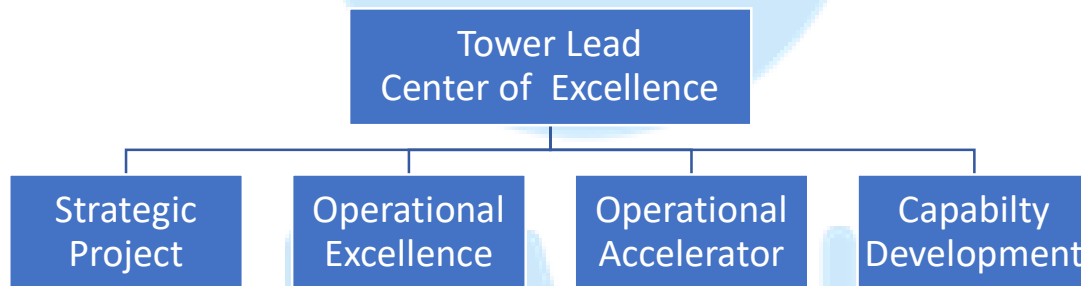 Tower Lead
Center of  Excellence
Strategic
Project
Operational
Excellence
Operational
Accelerator
Capabilty
Development